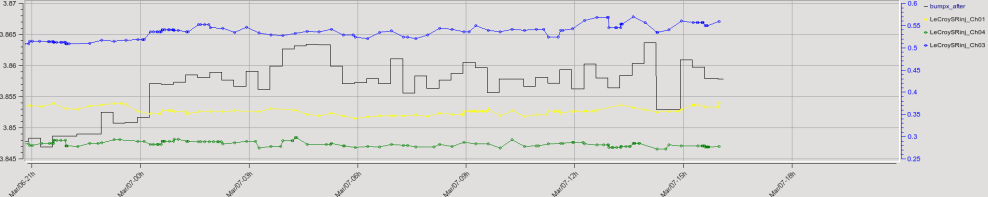 3.87
3.865
3.86
3.855
3.85
3.845
0.6
0.55
0.5
0.45
0.4
0.35
0.3
0.25
Mar/06-21h
Mar/07-00h
Mar/07-03h
Mar/07-06h
Mar/07-09h
Mar/07-12h
Mar/07-15h
Mar/07-18h
bumpx_after
LeCroySRinj_Ch01
LeCroySRinj_Ch04
LeCroySRinj_Ch03